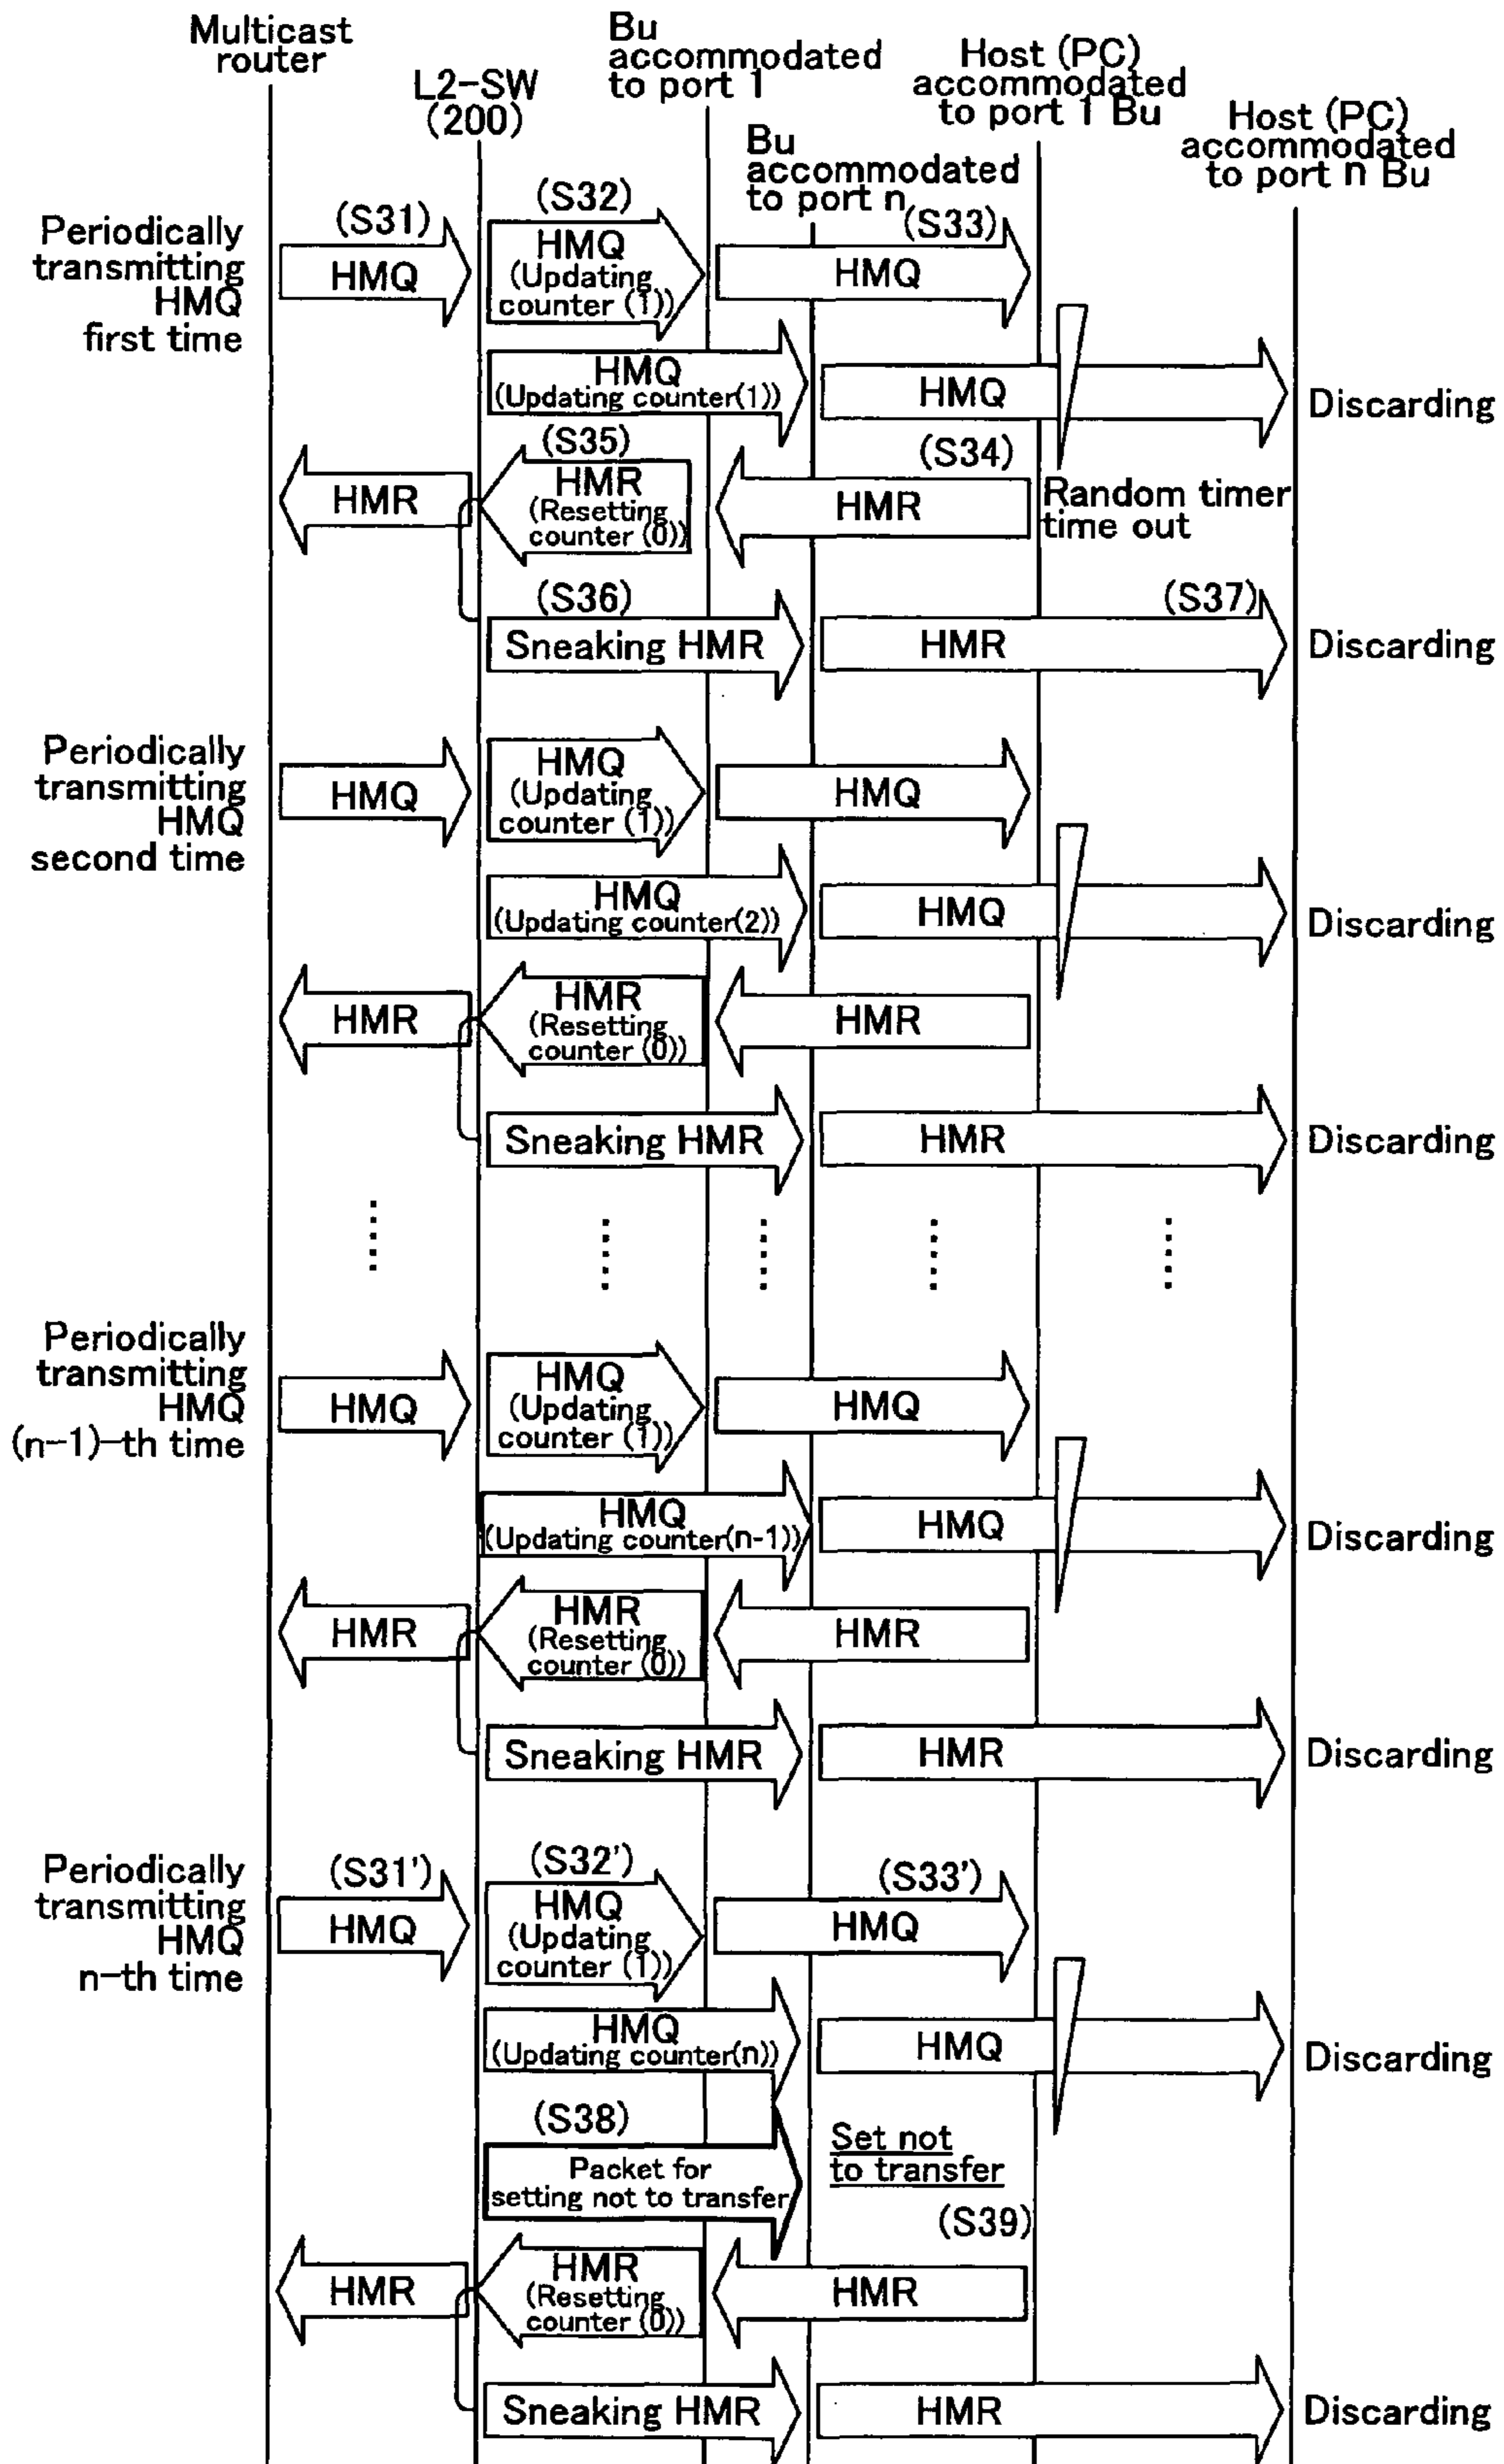 Multicast
router
L2-SW
(200)
Bu
accommodated
to port 1
Bu
accommodated
to port n
Host (PC)
accommodated
to port 1 Bu
Host (PC)
accommodated
to port n Bu
Periodically
transmitting
HMQ
first time
(S31)
HMQ
(S32)
HMQ
(Updating
counter (1))
(S33)
HMQ
HMQ
(Updating counter(1))
HMQ
Discarding
HMR
(S35)
HMR
(Resetting
counter (0))
(S34)
HMR
Random timer
time out
(S36)
Sneaking HMR
HMR
(S37)
Discarding
Periodically
transmitting
HMQ
second time
HMQ
HMQ
(Updating
counter (1))
HMQ
HMQ
(Updating counter(2))
HMQ
Discarding
HMR
HMR
(Resetting
counter (0))
HMR
Sneaking HMR
HMR
Discarding
Periodically
transmitting
HMQ
(n-1)-th time
HMQ
HMQ
(Updating
counter (1))
HMQ
HMQ
(Updating counter(n-1))
HMQ
Discarding
HMR
HMR
(Resetting
counter (0))
HMR
Sneaking HMR
HMR
Discarding
Periodically
transmitting
HMQ
n-th time
(S31')
HMQ
(S32')
HMQ
(Updating
counter (1))
(S33')
HMQ
HMQ
(Updating counter(n))
HMQ
Discarding
(S38)
Packet for
setting not to transfer
Set not
to transfer
(S39)
HMR
HMR
(Resetting
counter (0))
HMR
Sneaking HMR
HMR
Discarding